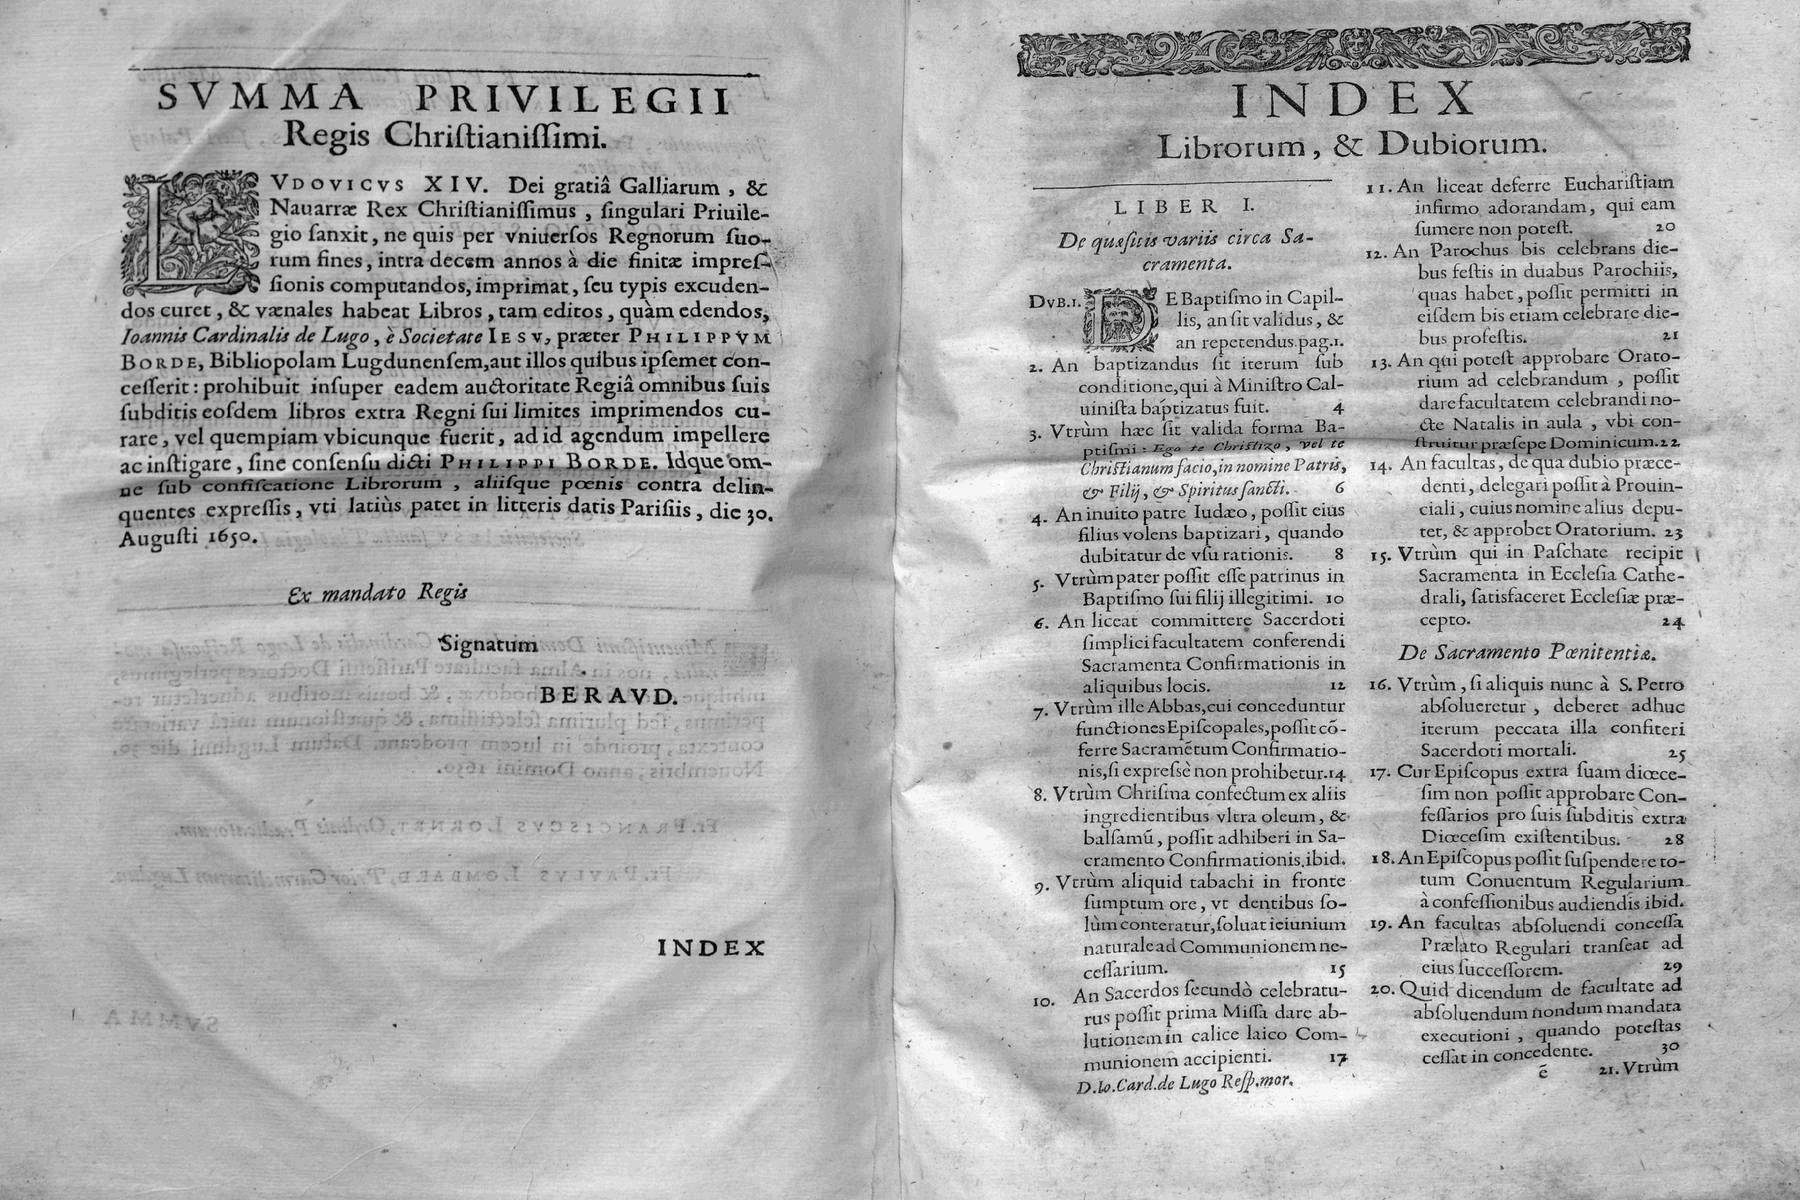 SVMMA PRIVILEGII
Regis Chriſtianiſſimi.
LVDOVICVS XIV. Dei gratiâ Galliarum, &
Nauarræ Rex Chriſtianiſſimus, ſingulari Priuile-
gio ſanxit, ne quis per vniuerſos Regnorum ſuo-
rum fines, intra decem annos à die finitæ impreſ-
ſionis computandos, imprimat, ſeu typis excuden-
dos curet, & vænales habeat Libros, tam editos, quàm edendos,
Ioannis Cardinalis de Lugo, è Societate IESV, præter PHILIPPVM
BORDE, Bibliopolam Lugdunenſem, aut illos quibus ipſemet con-
ceſſerit: prohibuit inſuper eadem auctoritate Regiâ omnibus ſuis
ſubditis eoſdem libros extra Regni ſui limites imprimendos cu-
rare, vel quempiam vbicunque fuerit, ad id agendum impellere
ac inſtigare, ſine conſenſu dicti PHILIPPI BORDE. Idque om-
ne ſub confiſcatione Librorum, aliiſque pœnis contra delin-
quentes expreſſis, vti latiùs patet in litteris datis Pariſiis, die 30.
Auguſti 1650.
Ex mandato Regis
Signatum
BERAVD.
INDEX
INDEX
Librorum, & Dubiorum.
LIBER I.
De quæſitis variis circa Sa-
cramenta.
DVB.1. DE Baptiſmo in Capil-
lis, an ſit validus, &
an repetendus. pag.1.
2. An baptizandus ſit iterum ſub
conditione, qui à Miniſtro Cal-
uiniſta baptizatus fuit. 4
3. Vtrùm hæc ſit valida forma Ba-
ptiſmi: Ego te Chriſtizo, vel te
Chriſtianum facio, in nomine Patris,
& Filij, & Spiritus ſancti. 6
4. An inuito patre Iudæo, poſſit eius
filius volens baptizari, quando
dubitatur de vſu rationis. 8
5. Vtrùm pater poſſit eſſe patrinus in
Baptiſmo ſui filij illegitimi. 10
6. An liceat committere Sacerdoti
ſimplici facultatem conferendi
Sacramenta Confirmationis in
aliquibus locis. 12
7. Vtrùm ille Abbas, cui conceduntur
functiones Epiſcopales, poſſit cõ-
ferre Sacramẽtum Confirmatio-
nis, ſi expreſsè non prohibetur. 14
8. Vtrùm Chriſma confectum ex aliis
ingredientibus vltra oleum, &
balſamũ, poſſit adhiberi in Sa-
cramento Confirmationis. ibid.
9. Vtrùm aliquid tabachi in fronte
ſumptum ore, vt dentibus ſo-
lùm conteratur, ſoluat ieiunium
naturale ad Communionem ne-
ceſſarium. 15
10. An Sacerdos ſecundò celebratu-
rus poſſit prima Miſſa dare ab-
lutionem in calice laico Com-
munionem accipienti. 17
D. Io. Card. de Lugo Reſp. mor.
11. An liceat deferre Euchariſtiam
infirmo adorandam, qui eam
ſumere non poteſt. 20
12. An Parochus bis celebrans die-
bus feſtis in duabus Parochiis,
quas habet, poſſit permitti in
eiſdem bis etiam celebrare die-
bus profeſtis. 21
13. An qui poteſt approbare Orato-
rium ad celebrandum, poſſit
dare facultatem celebrandi no-
cte Natalis in aula, vbi con-
ſtruitur præſepe Dominicum. 22
14. An facultas, de qua dubio præce-
denti, delegari poſſit à Prouin-
ciali, cuius nomine alius depu-
tet, & approbet Oratorium. 23
15. Vtrùm qui in Paſchate recipit
Sacramenta in Eccleſia Cathe-
drali, ſatisfaceret Eccleſiæ præ-
cepto. 24
De Sacramento Pœnitentiæ.
16. Vtrùm, ſi aliquis nunc à S. Petro
abſolueretur, deberet adhuc
iterum peccata illa confiteri
Sacerdoti mortali. 25
17. Cur Epiſcopus extra ſuam diœce-
ſim non poſſit approbare Con-
feſſarios pro ſuis ſubditis extra
Diœceſim exiſtentibus. 28
18. An Epiſcopus poſſit ſuſpendere to-
tum Conuentum Regularium
à confeſſionibus audiendis. ibid.
19. An facultas abſoluendi conceſſa
Prælato Regulari tranſeat ad
eius ſucceſſorem. 29
20. Quid dicendum de facultate ad
abſoluendum nondum mandata
executioni, quando poteſtas
ceſſat in concedente. 30
ẽ 21. Vtrùm